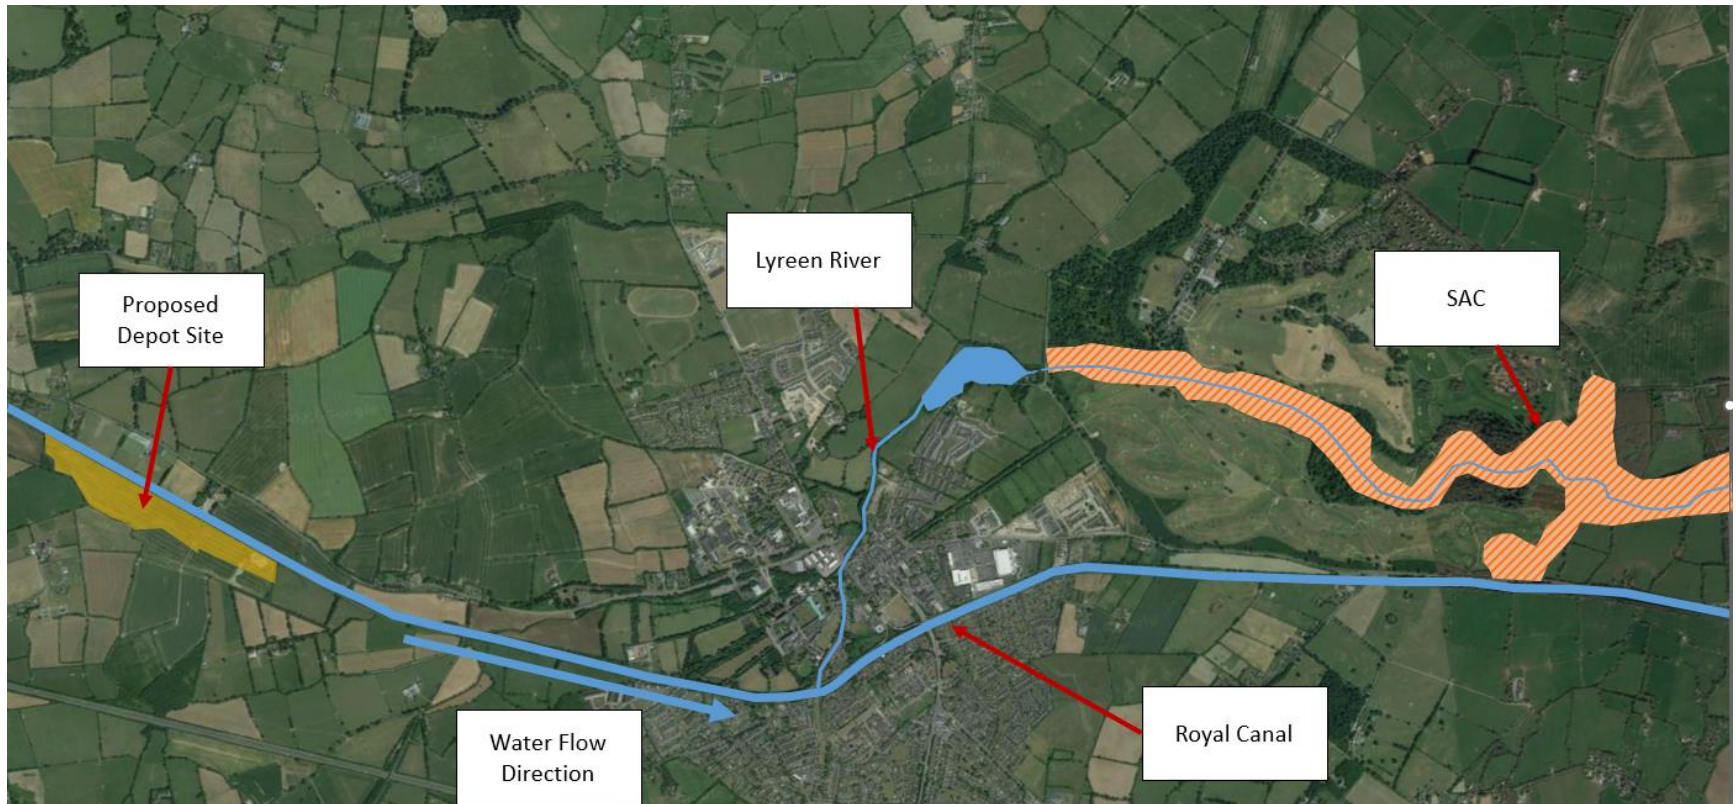 Lyreen River
SAC
Proposed
Depot Site
Royal Canal
Water Flow
Direction